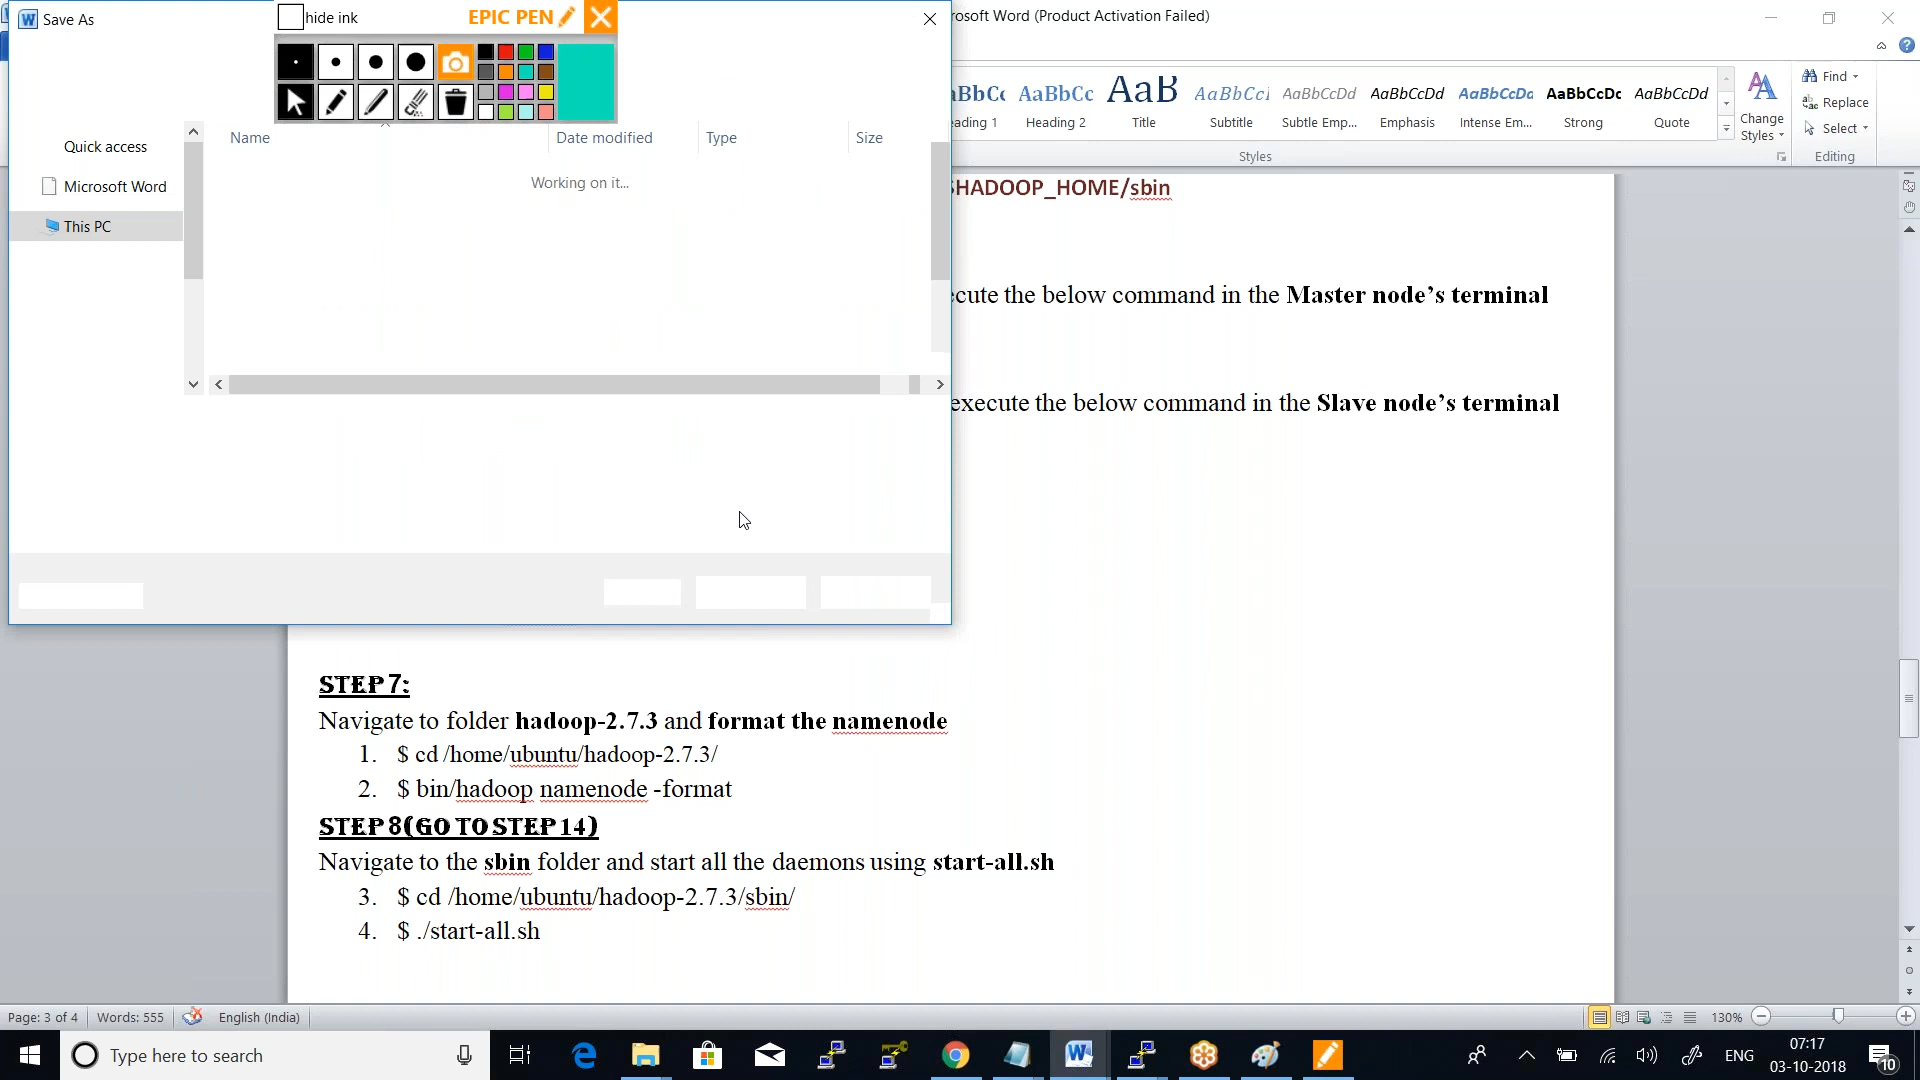 Save As
hide ink
EPIC PEN
rosoft Word (Product Activation Failed)
AaBbCc
AaB
AaBbCcI
AaBbCcDd
AaBbCcDd
AaBbCcDd
AaBbCcDc
AaBbCcDd
eading 1
Heading 2
Title
Subtitle
Subtle Emp...
Emphasis
Intense Em...
Strong
Quote
Change
Styles
Find
Replace
Select
Styles
Editing
Name
Date modified
Type
Size
Working on it...
Quick access
Microsoft Word
This PC
$HADOOP_HOME/sbin
ecute the below command in the Master node’s terminal
execute the below command in the Slave node’s terminal
STEP 7:
Navigate to folder hadoop-2.7.3 and format the namenode
1. $ cd /home/ubuntu/hadoop-2.7.3/
2. $ bin/hadoop namenode -format
STEP 8(GO TO STEP 14)
Navigate to the sbin folder and start all the daemons using start-all.sh
3. $ cd /home/ubuntu/hadoop-2.7.3/sbin/
4. $ ./start-all.sh
Page: 3 of 4
Words: 555
English (India)
130%
Type here to search
ENG
07:17
03-10-2018
10